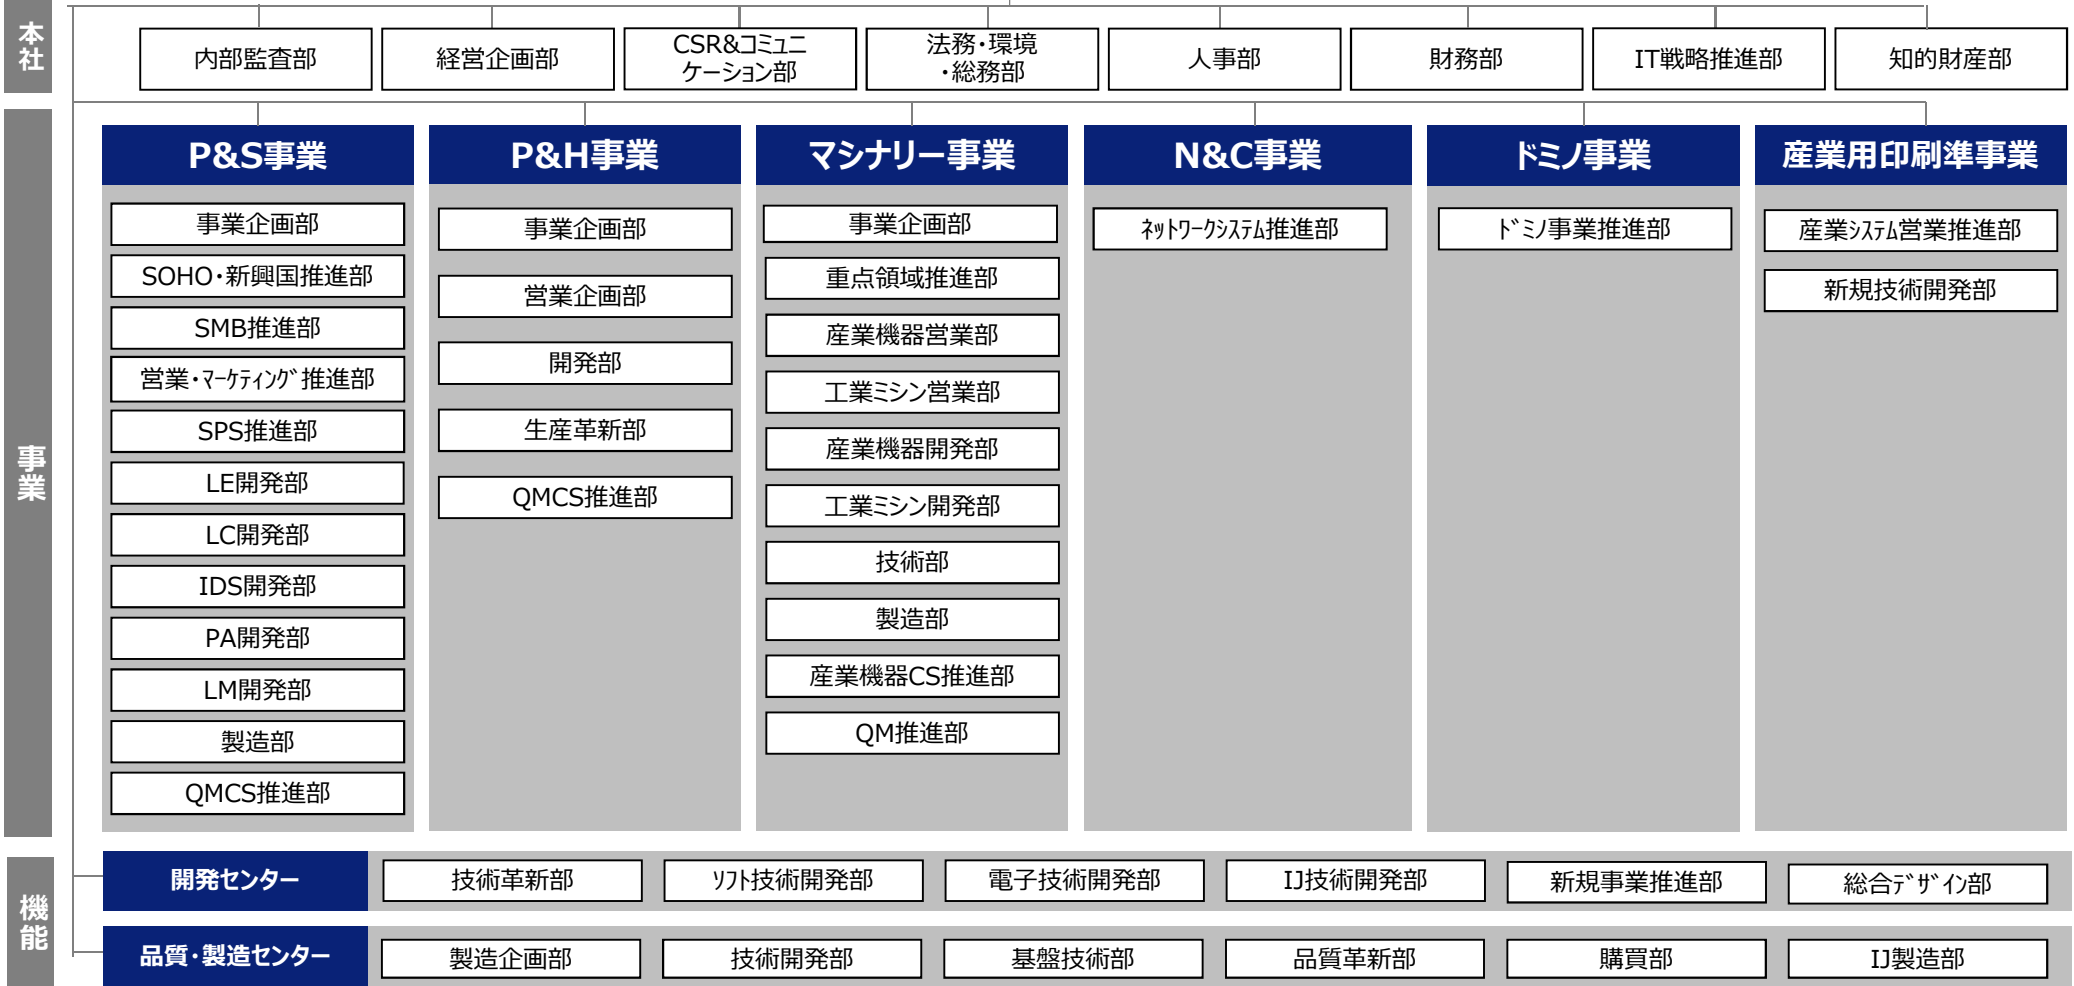 本社
内部監査部
経営企画部
CSR&コミュニ
ケーション部
法務・環境
・総務部
人事部
財務部
IT戦略推進部
知的財産部
事業
P&S事業
事業企画部
SOHO・新興国推進部
SMB推進部
営業・ﾏｰｹﾃｨﾝｸﾞ推進部
SPS推進部
LE開発部
LC開発部
IDS開発部
PA開発部
LM開発部
製造部
QMCS推進部
P&H事業
事業企画部
営業企画部
開発部
生産革新部
QMCS推進部
マシナリー事業
事業企画部
重点領域推進部
産業機器営業部
工業ミシン営業部
産業機器開発部
工業ミシン開発部
技術部
製造部
産業機器CS推進部
QM推進部
N&C事業
ﾈｯﾄﾜｰｸｼｽﾃﾑ推進部
ドミノ事業
ﾄﾞﾐﾉ事業推進部
産業用印刷準事業
産業ｼｽﾃﾑ営業推進部
新規技術開発部
機能
開発センター
技術革新部
ｿﾌﾄ技術開発部
電子技術開発部
IJ技術開発部
新規事業推進部
総合ﾃﾞｻﾞｲﾝ部
品質・製造センター
製造企画部
技術開発部
基盤技術部
品質革新部
購買部
IJ製造部